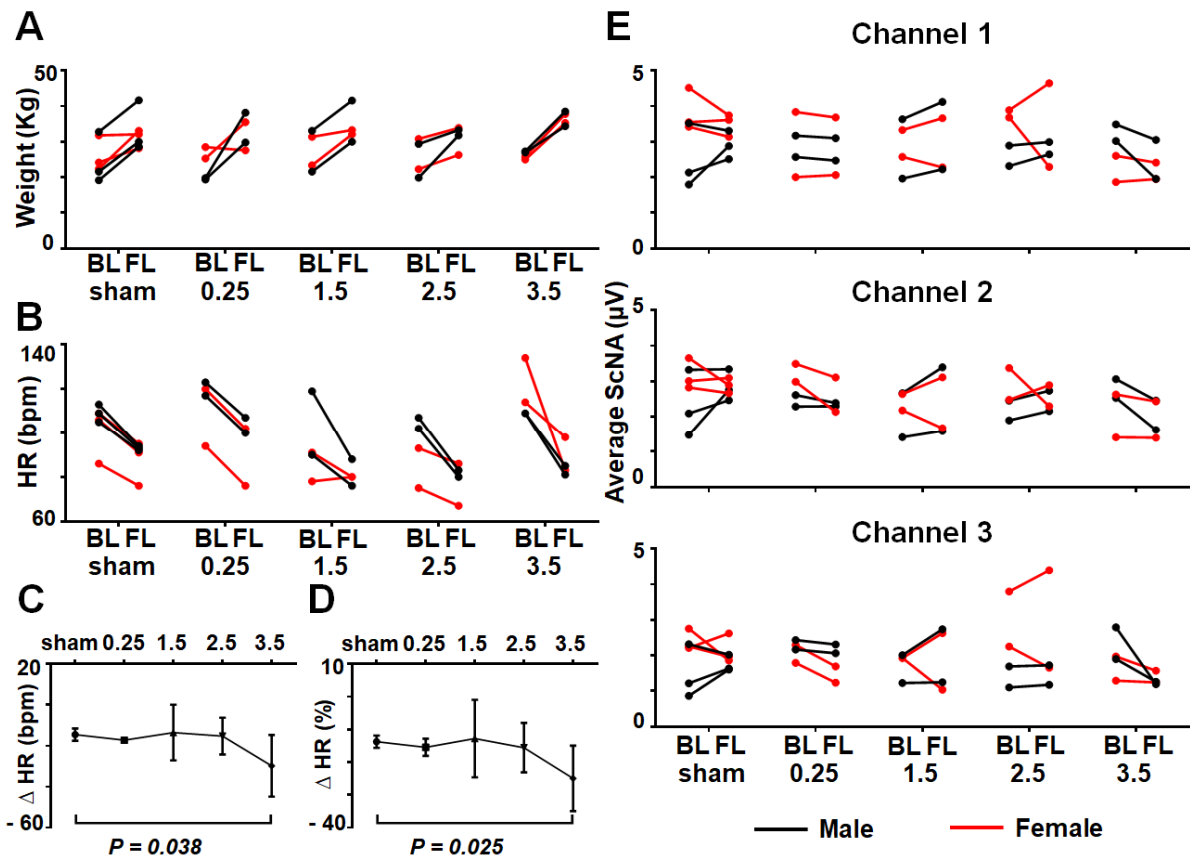 A
50
Weight (Kg)
0
BL FL BL FL BL FL BL FL BL FL
sham 0.25 1.5 2.5 3.5
B
140
HR (bpm)
60
BL FL BL FL BL FL BL FL BL FL
sham 0.25 1.5 2.5 3.5
C
sham 0.25 1.5 2.5 3.5
20
Δ HR (bpm)
- 60
P = 0.038
D
sham 0.25 1.5 2.5 3.5
10
Δ HR (%)
- 40
P = 0.025
E
Channel 1
5
0
Channel 2
5
Average ScNA (µV)
0
Channel 3
5
0
BL FL BL FL BL FL BL FL BL FL
sham 0.25 1.5 2.5 3.5
Male Female